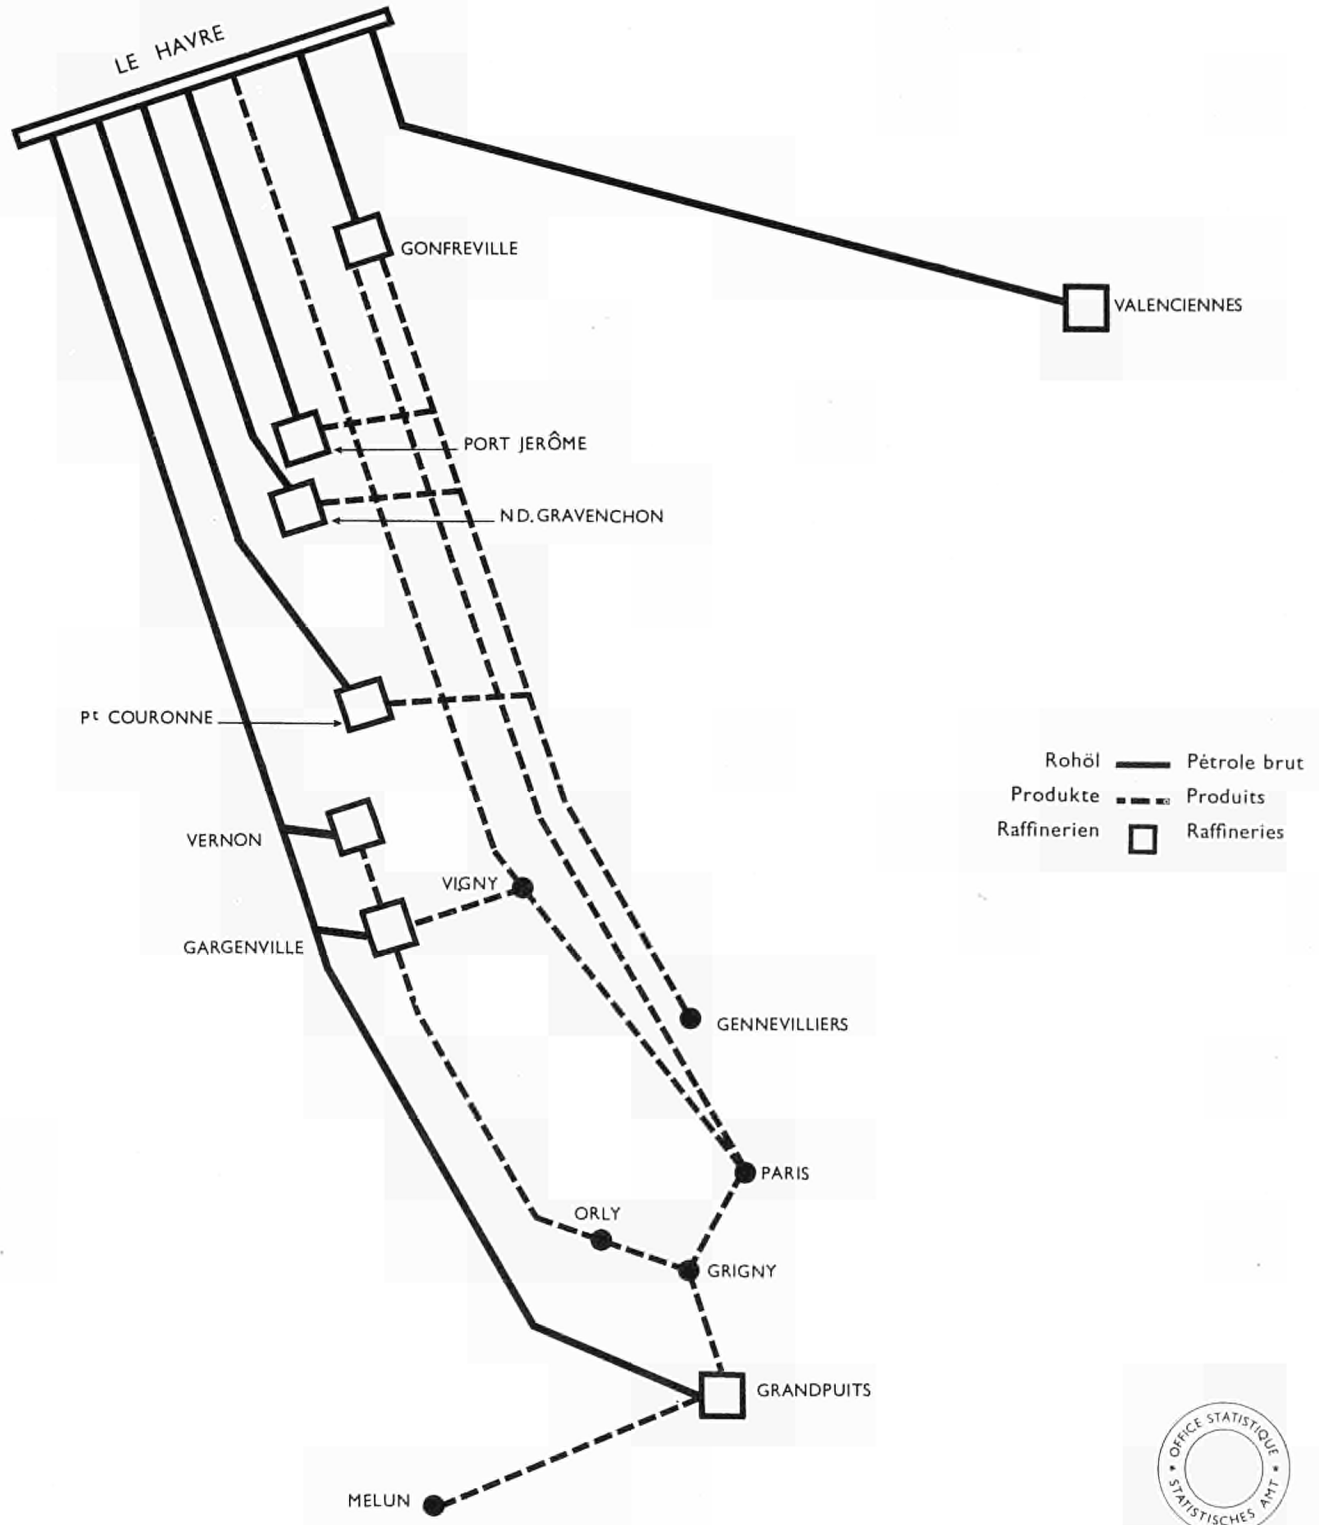 LE HAVRE
GONFREVILLE
VALENCIENNES
PORT JERÔME
ND. GRAVENCHON
Pt COURONNE
Rohöl Pétrole brut
Produkte Produits
Raffinerien Raffineries
VERNON
VIGNY
GARGENVILLE
GENNEVILLIERS
PARIS
ORLY
GRIGNY
GRANDPUITS
MELUN
* OFFICE STATISTIQUE *
STATISTISCHES AMT